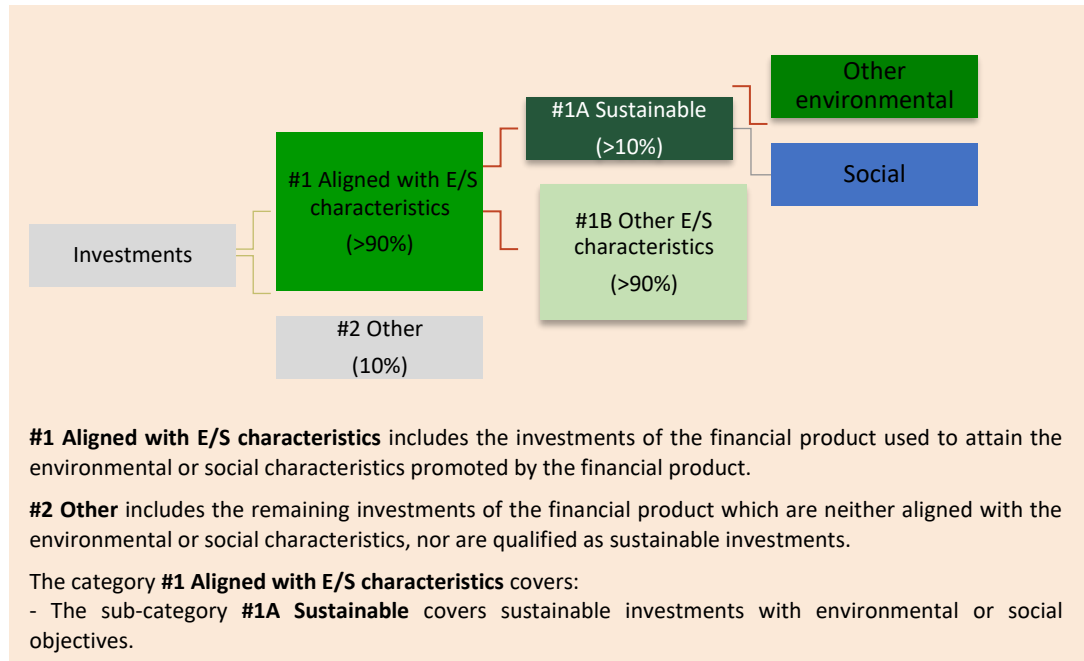 Other
environmental
#1A Sustainable
(>10%)
#1 Aligned with E/S
characteristics
(>90%)
Social
#1B Other E/S
characteristics
(>90%)
Investments
#2 Other
(10%)
#1 Aligned with E/S characteristics includes the investments of the financial product used to attain the
environmental or social characteristics promoted by the financial product.
#2 Other includes the remaining investments of the financial product which are neither aligned with the
environmental or social characteristics, nor are qualified as sustainable investments.
The category #1 Aligned with E/S characteristics covers:
- The sub-category #1A Sustainable covers sustainable investments with environmental or social
objectives.